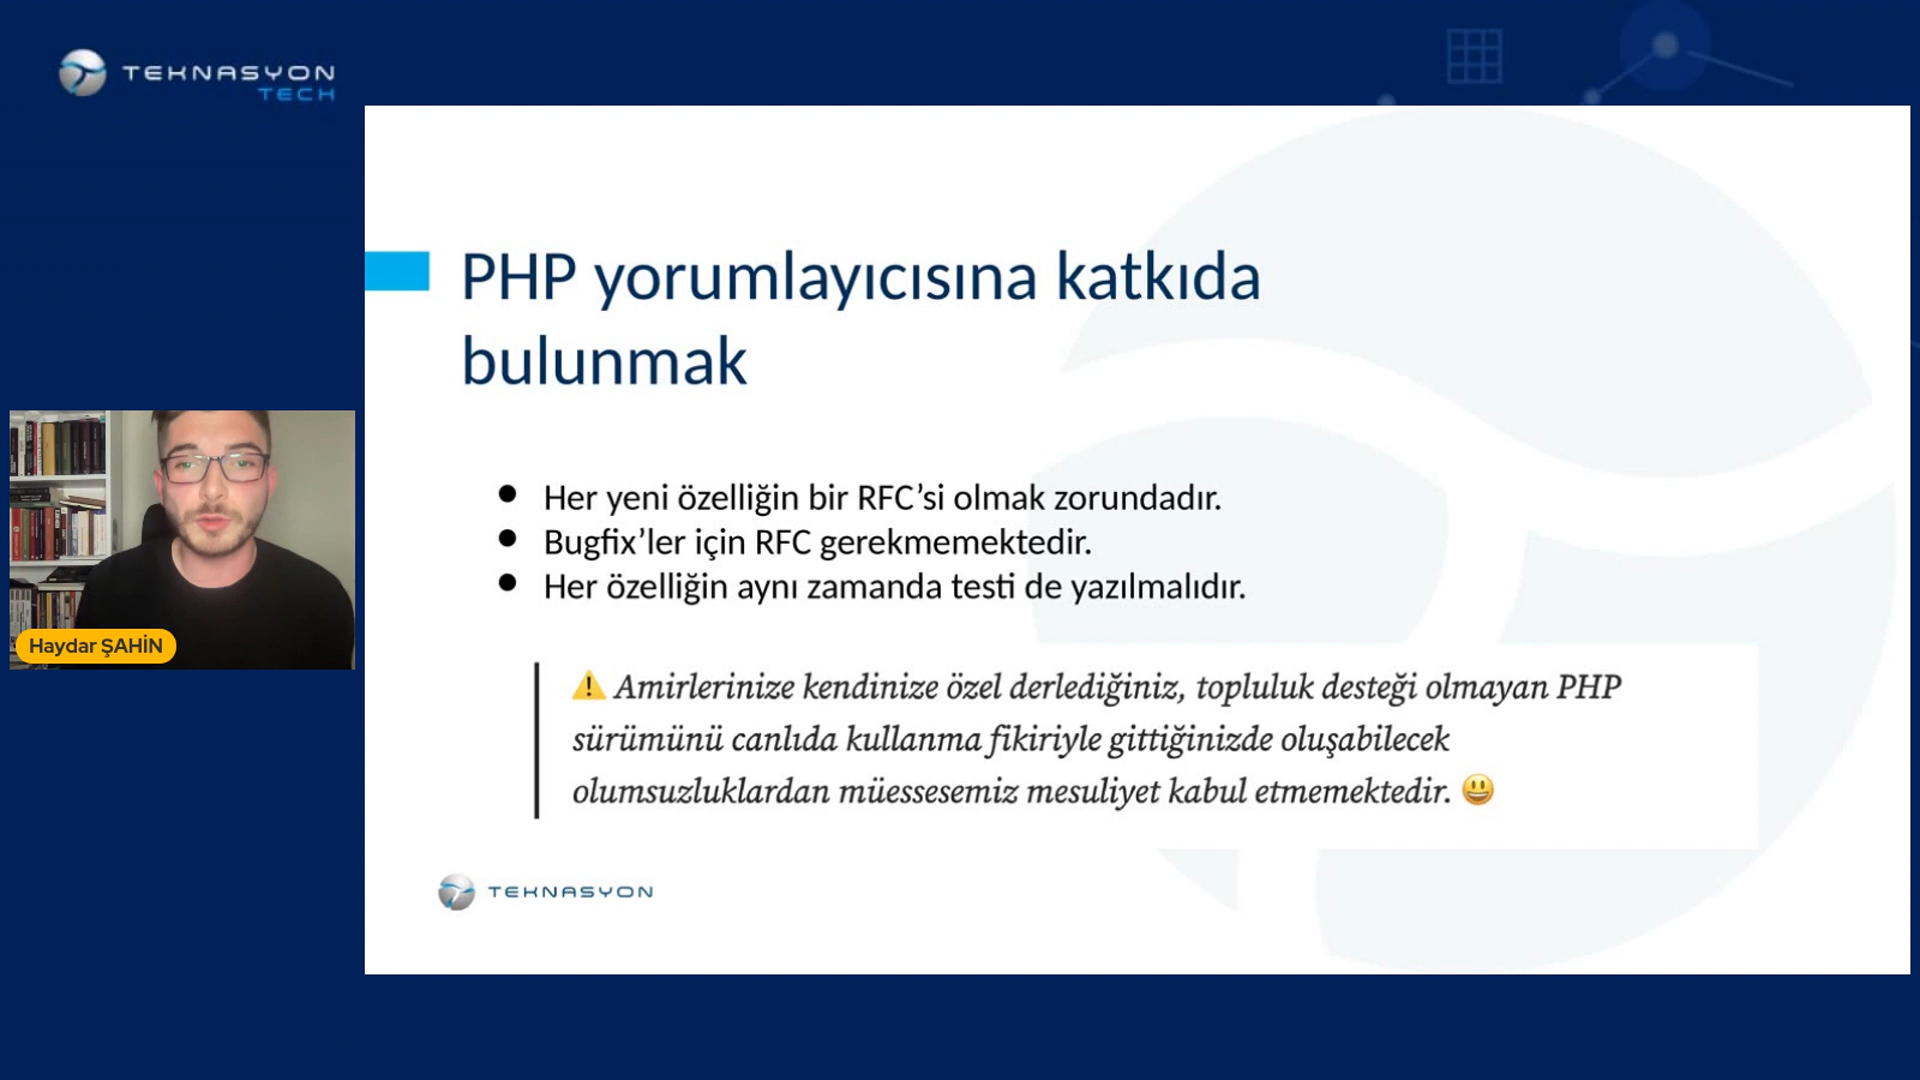 TEKNASYON
TECH
PHP yorumlayıcısına katkıda
bulunmak
● Her yeni özelliğin bir RFC’si olmak zorundadır.
● Bugfix’ler için RFC gerekmemektedir.
● Her özelliğin aynı zamanda testi de yazılmalıdır.
⚠️ Amirlerinize kendinize özel derlediğiniz, topluluk desteği olmayan PHP
sürümünü canlıda kullanma fikiriyle gittiğinizde oluşabilecek
olumsuzluklardan müessesemiz mesuliyet kabul etmemektedir. 😃
Haydar ŞAHİN
TEKNASYON